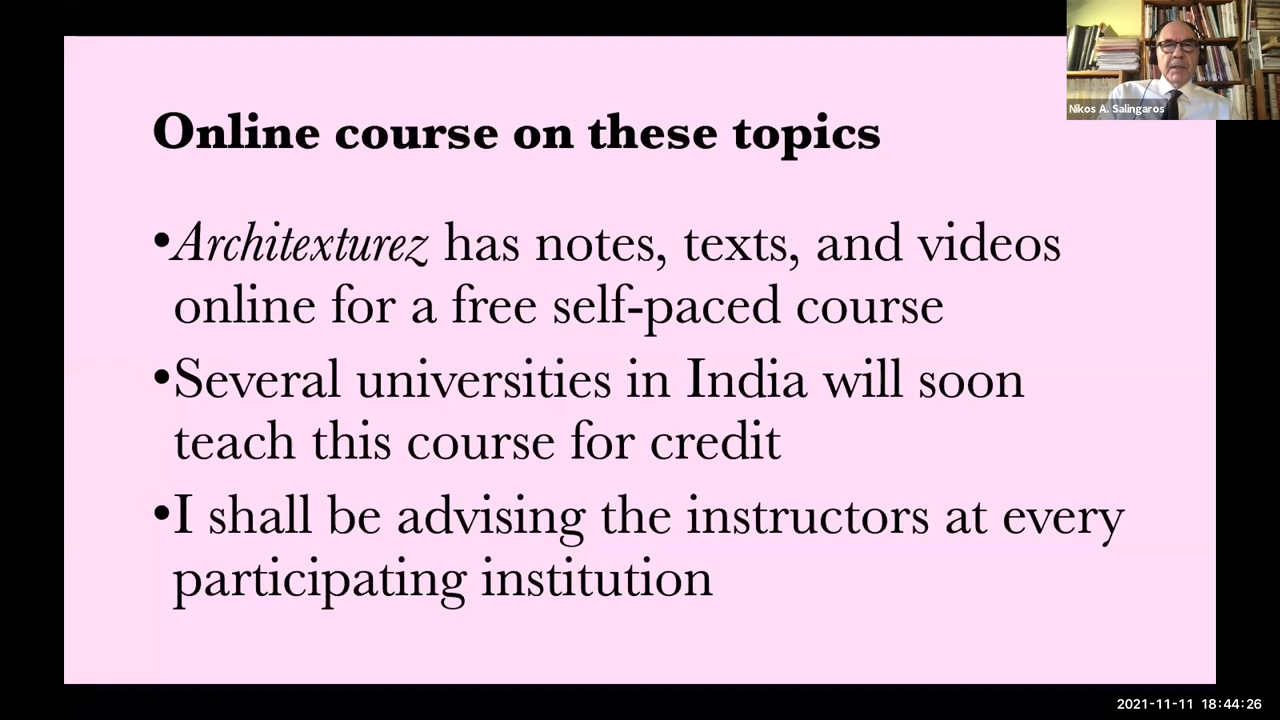 Nikos A. Salingaros
Online course on these topics
•Architexturez has notes, texts, and videos
online for a free self-paced course
•Several universities in India will soon
teach this course for credit
•I shall be advising the instructors at every
participating institution
2021-11-11 18:44:26